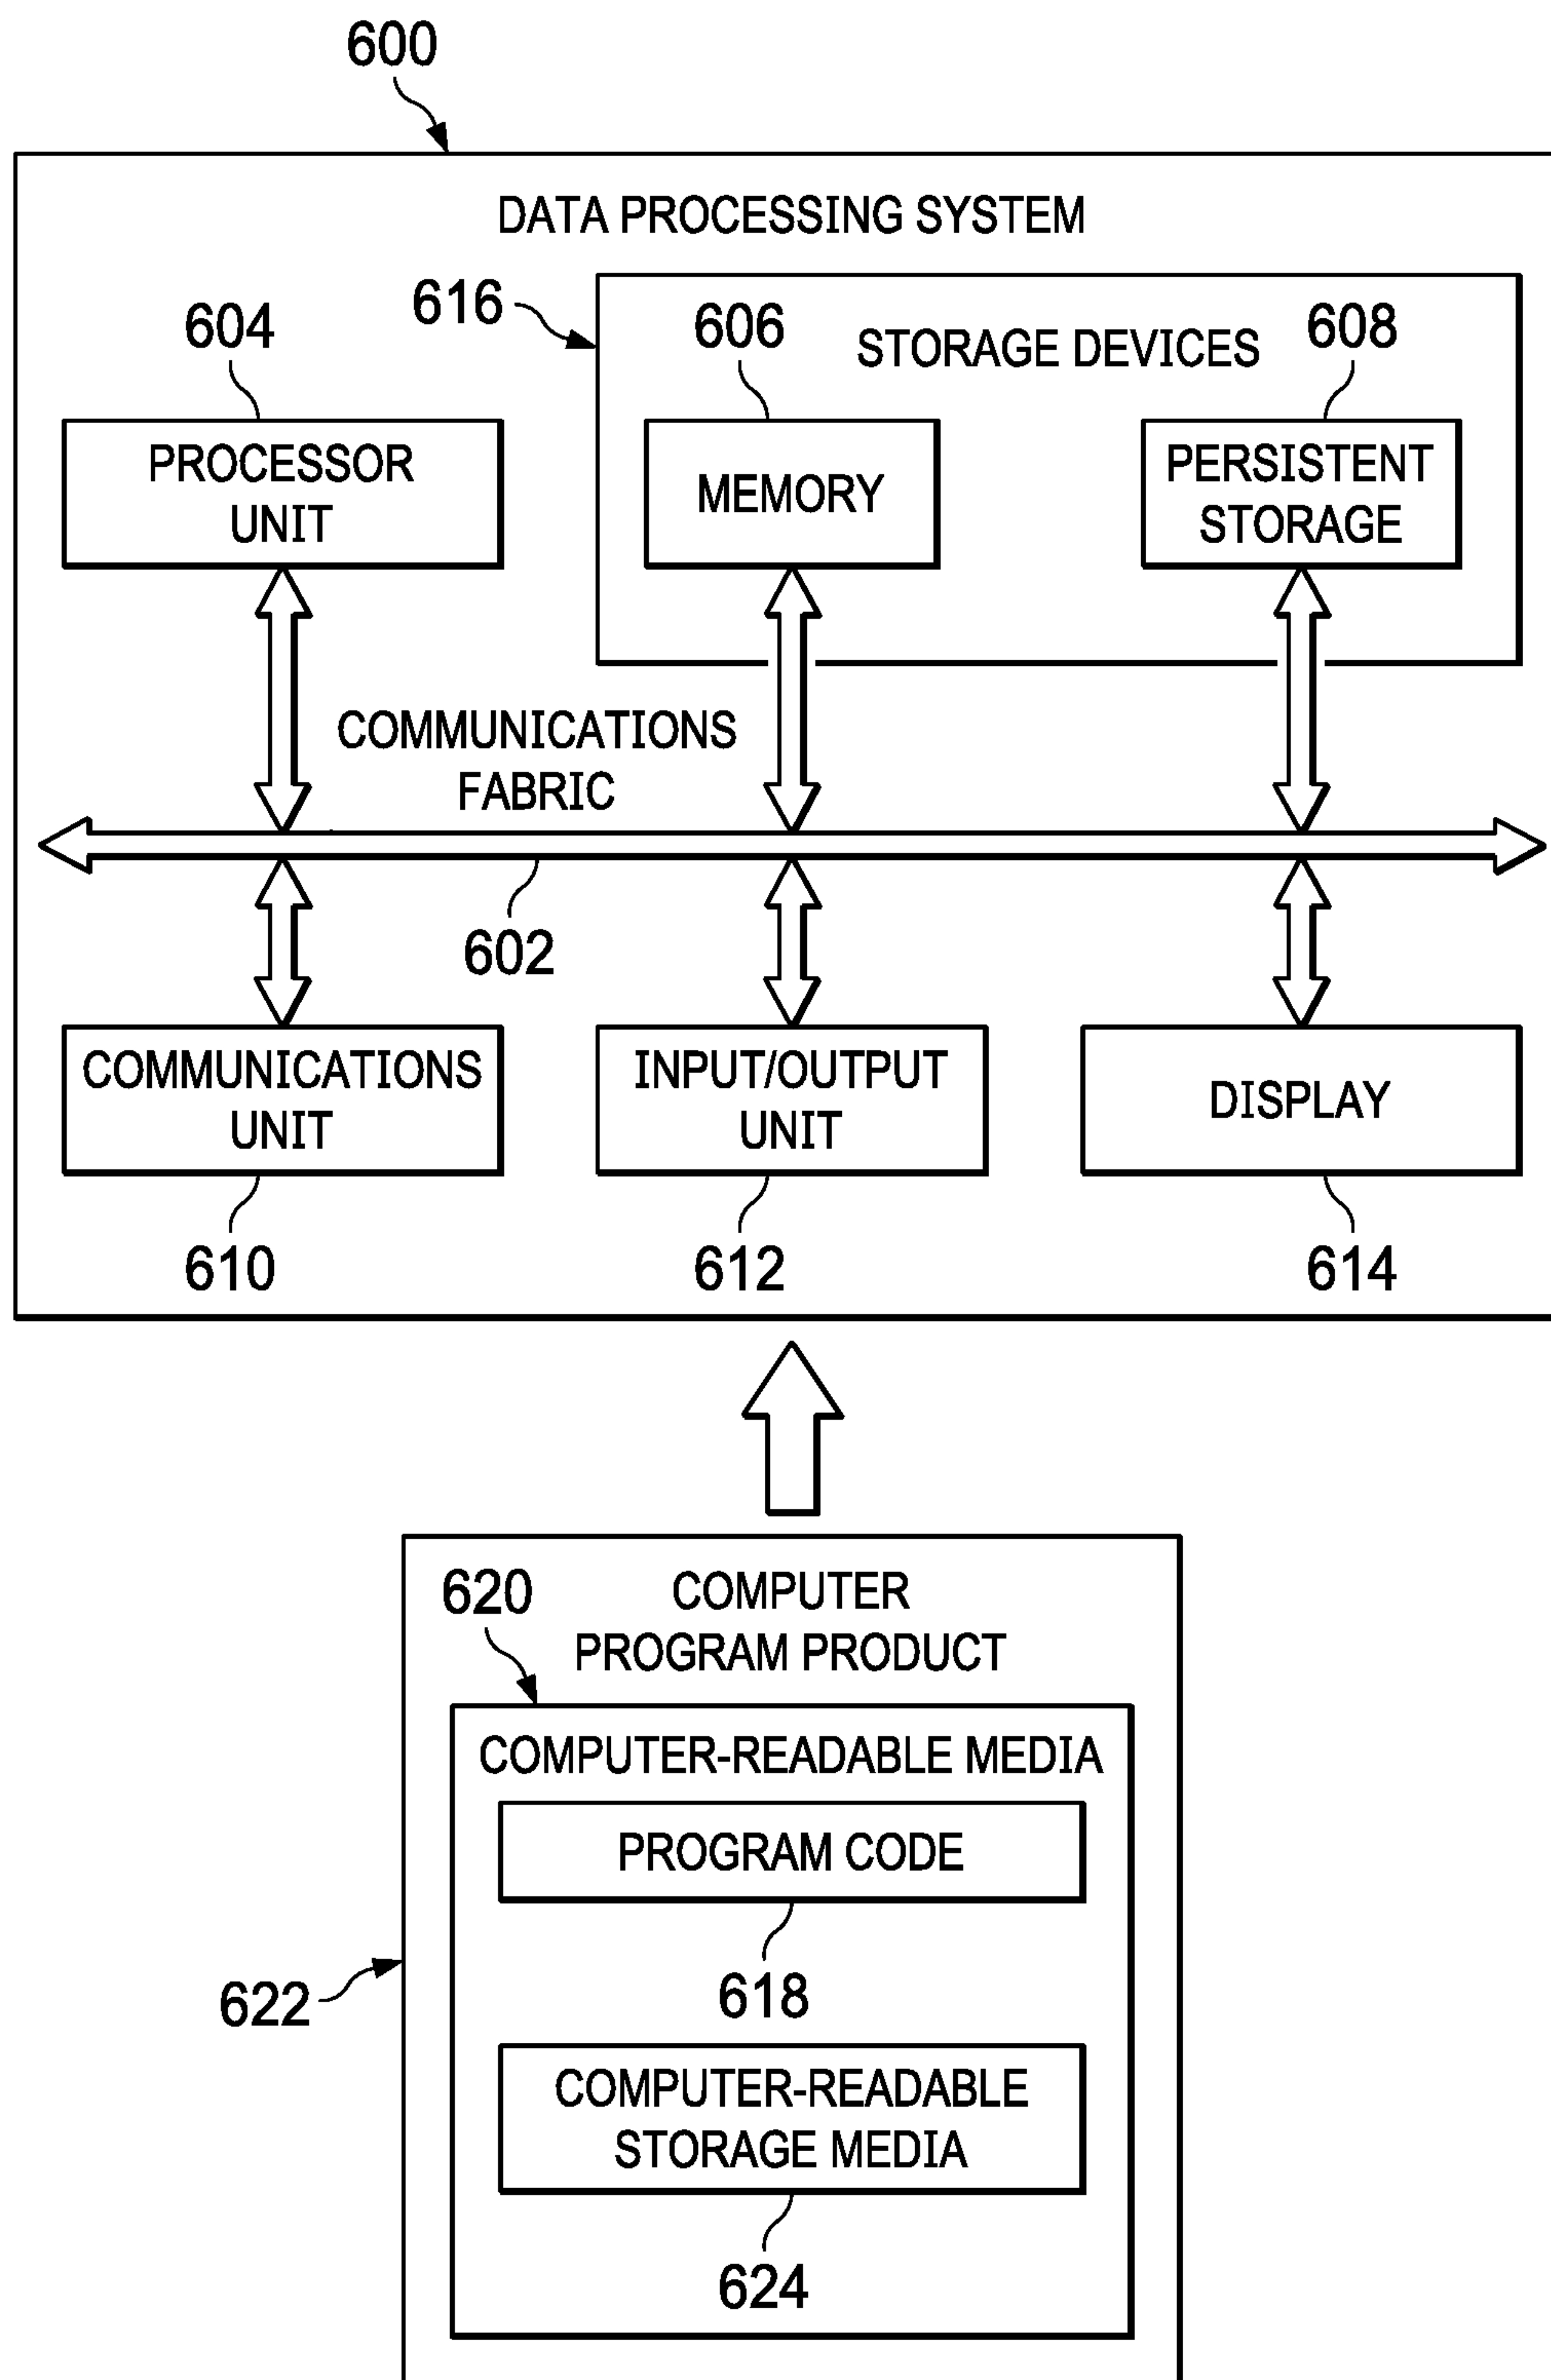 600
DATA PROCESSING SYSTEM
616
604
606
STORAGE DEVICES
608
PROCESSOR
UNIT
MEMORY
PERSISTENT
STORAGE
COMMUNICATIONS
FABRIC
602
COMMUNICATIONS
UNIT
INPUT/OUTPUT
UNIT
DISPLAY
610
612
614
620
COMPUTER
PROGRAM PRODUCT
COMPUTER-READABLE MEDIA
PROGRAM CODE
618
622
COMPUTER-READABLE
STORAGE MEDIA
624